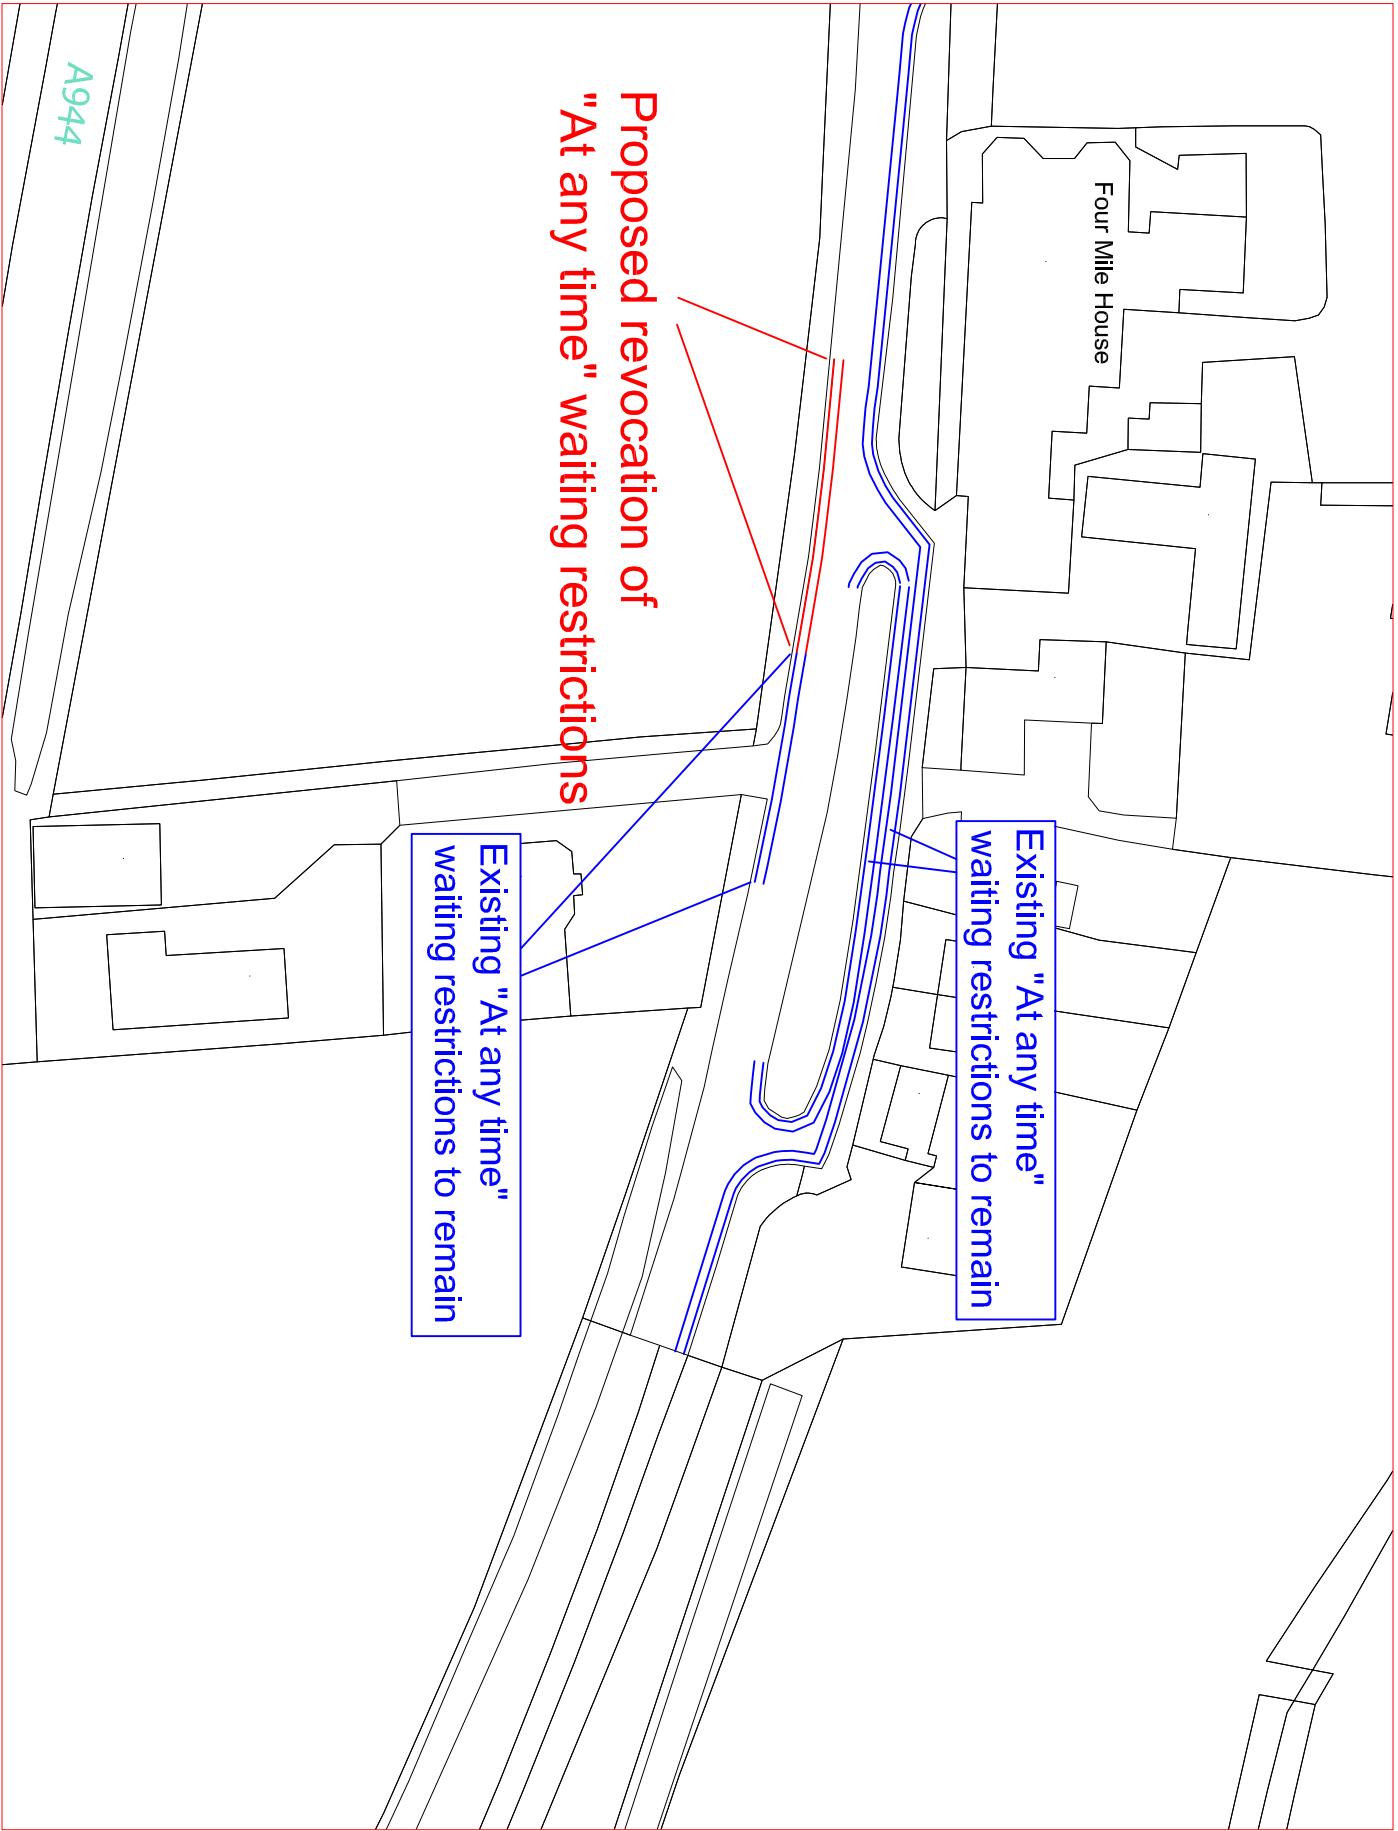 Four Mile House
Existing "At any time"
waiting restrictions to remain
Proposed revocation of
"At any time" waiting restrictions
Existing "At any time"
waiting restrictions to remain
A944